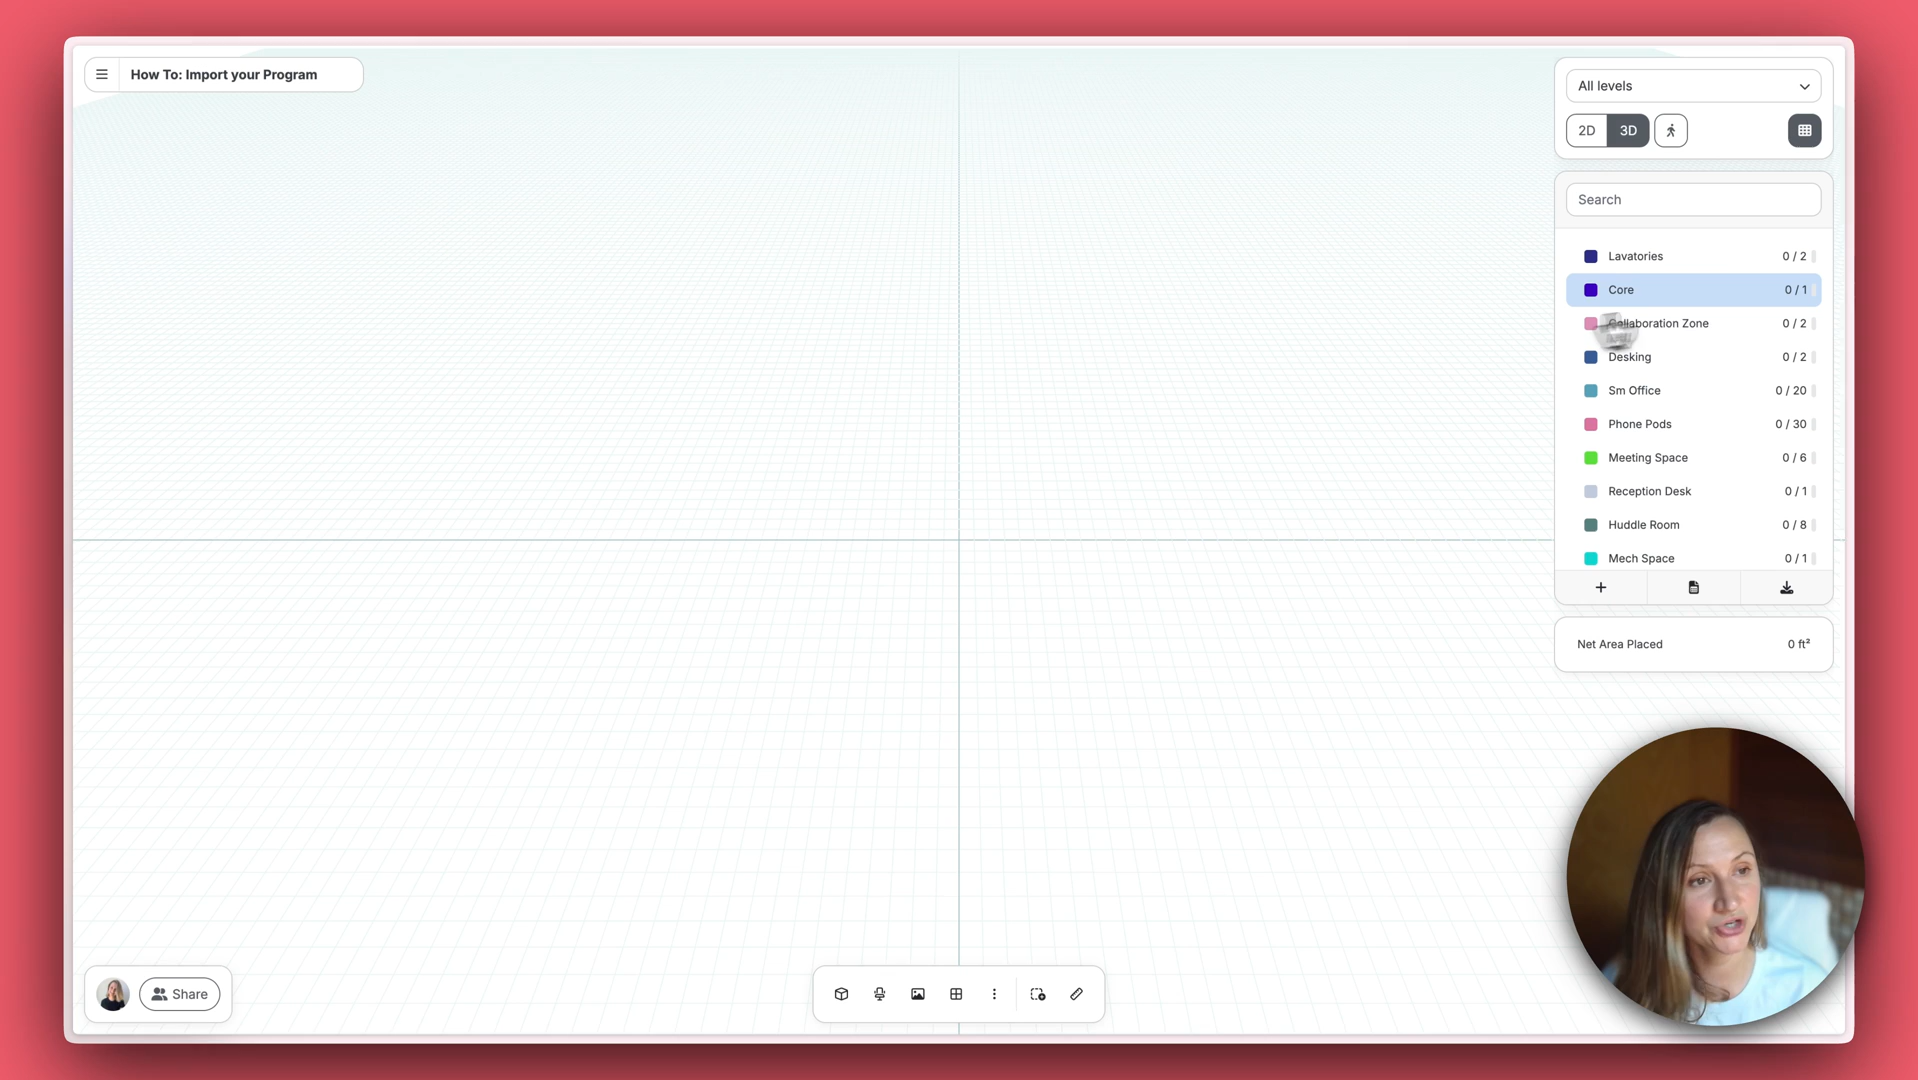 How To: Import your Program
All levels
2D
3D
Search
Lavatories 0 / 2
Core 0 / 1
Collaboration Zone 0 / 2
Desking 0 / 2
Sm Office 0 / 20
Phone Pods 0 / 30
Meeting Space 0 / 6
Reception Desk 0 / 1
Huddle Room 0 / 8
Mech Space 0 / 1
Net Area Placed 0 ft²
Share